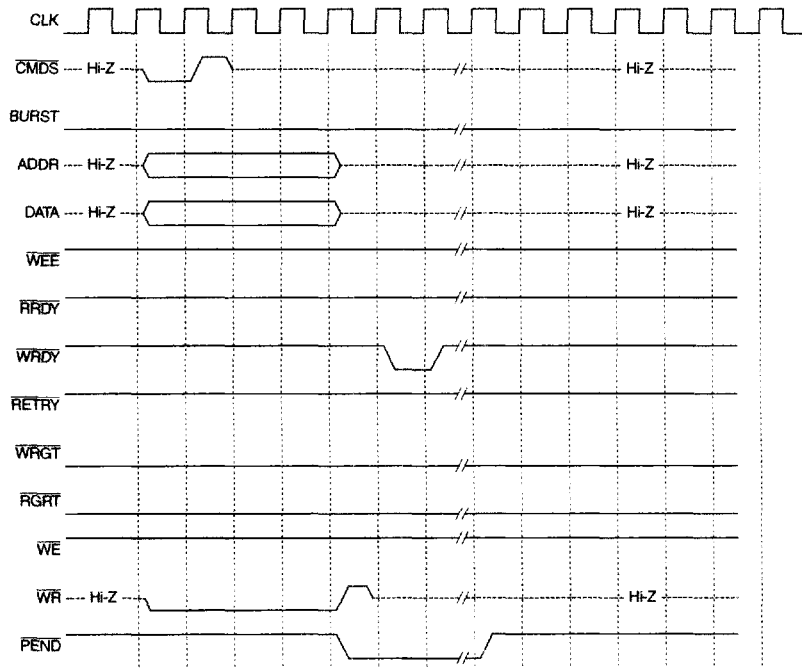 CLK
CMDS Hi-Z Hi-Z
BURST
ADDR Hi-Z Hi-Z
DATA Hi-Z Hi-Z
WEE
RRDY
WRDY
RETRY
WRGT
RGRT
WE
WR Hi-Z Hi-Z
PEND